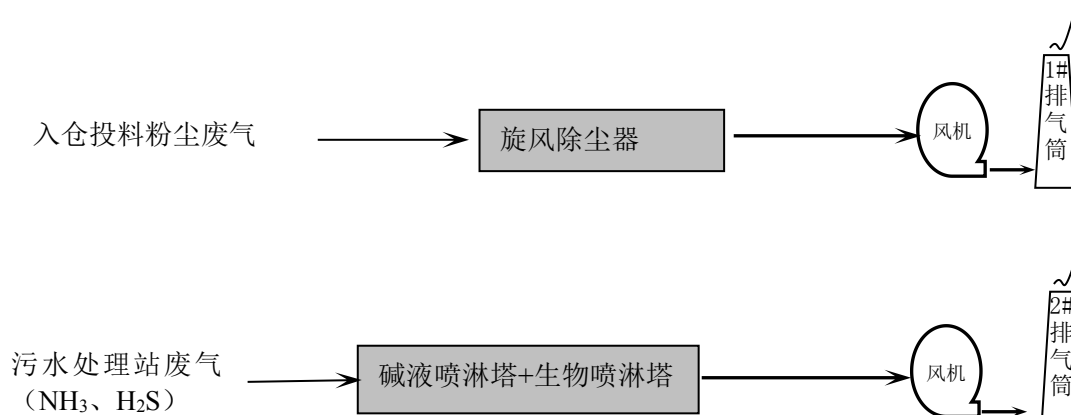 入仓投料粉尘废气
旋风除尘器
风机
1#
排
气
筒
污水处理站废气
（NH₃、H₂S）
碱液喷淋塔+生物喷淋塔
风机
2#
排
气
筒